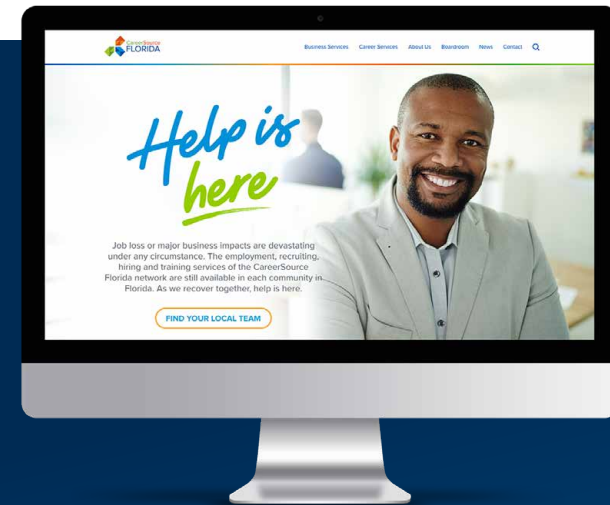 CareerSource
FLORIDA
Business Services Career Services About Us Boardroom News Contact
Help is
here
Job loss or major business impacts are devastating
under any circumstance. The employment, recruiting,
hiring and training services of the CareerSource
Florida network are still available in each community in
Florida. As we recover together, help is here.
FIND YOUR LOCAL TEAM